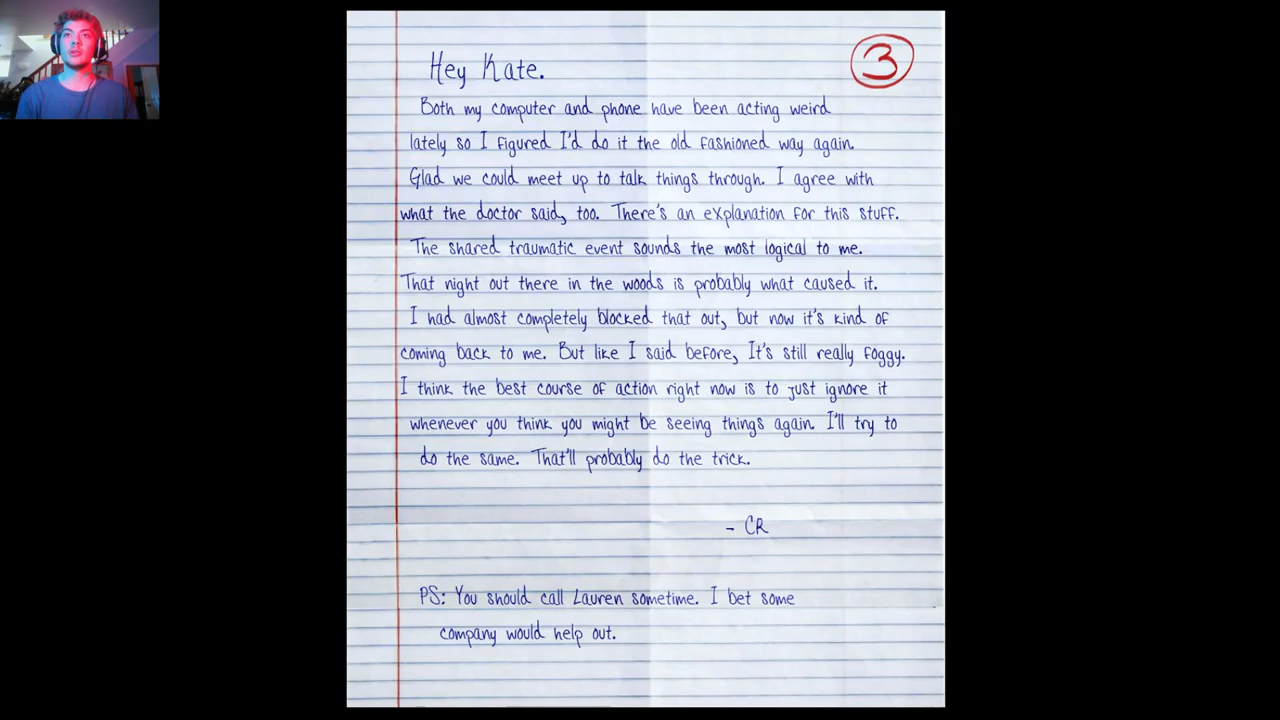 Hey Kate.
3
Both my computer and phone have been acting weird
lately so I figured I'd do it the old fashioned way again.
Glad we could meet up to talk things through. I agree with
what the doctor said, too. There's an explanation for this stuff.
The shared traumatic event sounds the most logical to me.
That night out there in the woods is probably what caused it.
I had almost completely blocked that out, but now it's kind of
coming back to me. But like I said before, It's still really foggy.
I think the best course of action right now is to just ignore it
whenever you think you might be seeing things again. I'll try to
do the same. That'll probably do the trick.
- CR
PS: You should call Lauren sometime. I bet some
company would help out.